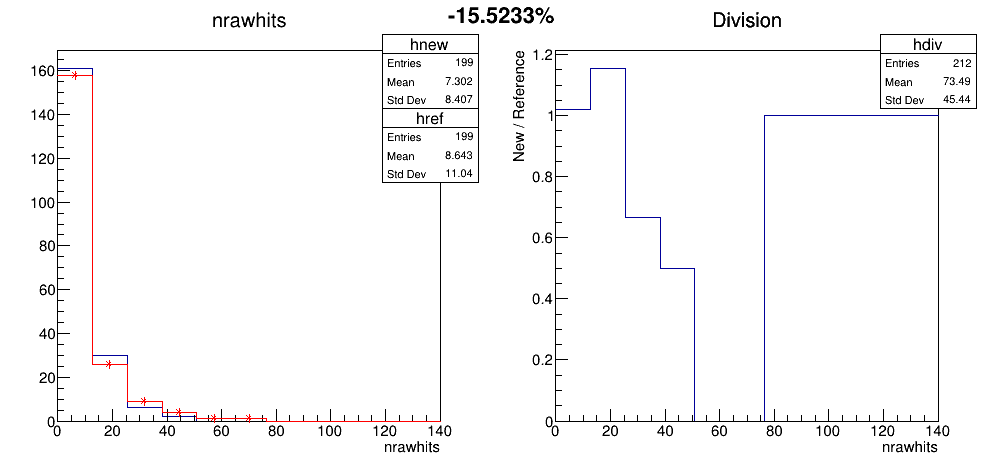 -15.5233%
nrawhits
hnew
Entries 199
Mean 7.302
Std Dev 8.407
href
Entries 199
Mean 8.643
Std Dev 11.04
160
140
120
100
80
60
40
20
0
0 20 40 60 80 100 120 140
nrawhits
Division
hdiv
Entries 212
Mean 73.49
Std Dev 45.44
New / Reference
1.2
1
0.8
0.6
0.4
0.2
0
0 20 40 60 80 100 120 140
nrawhits